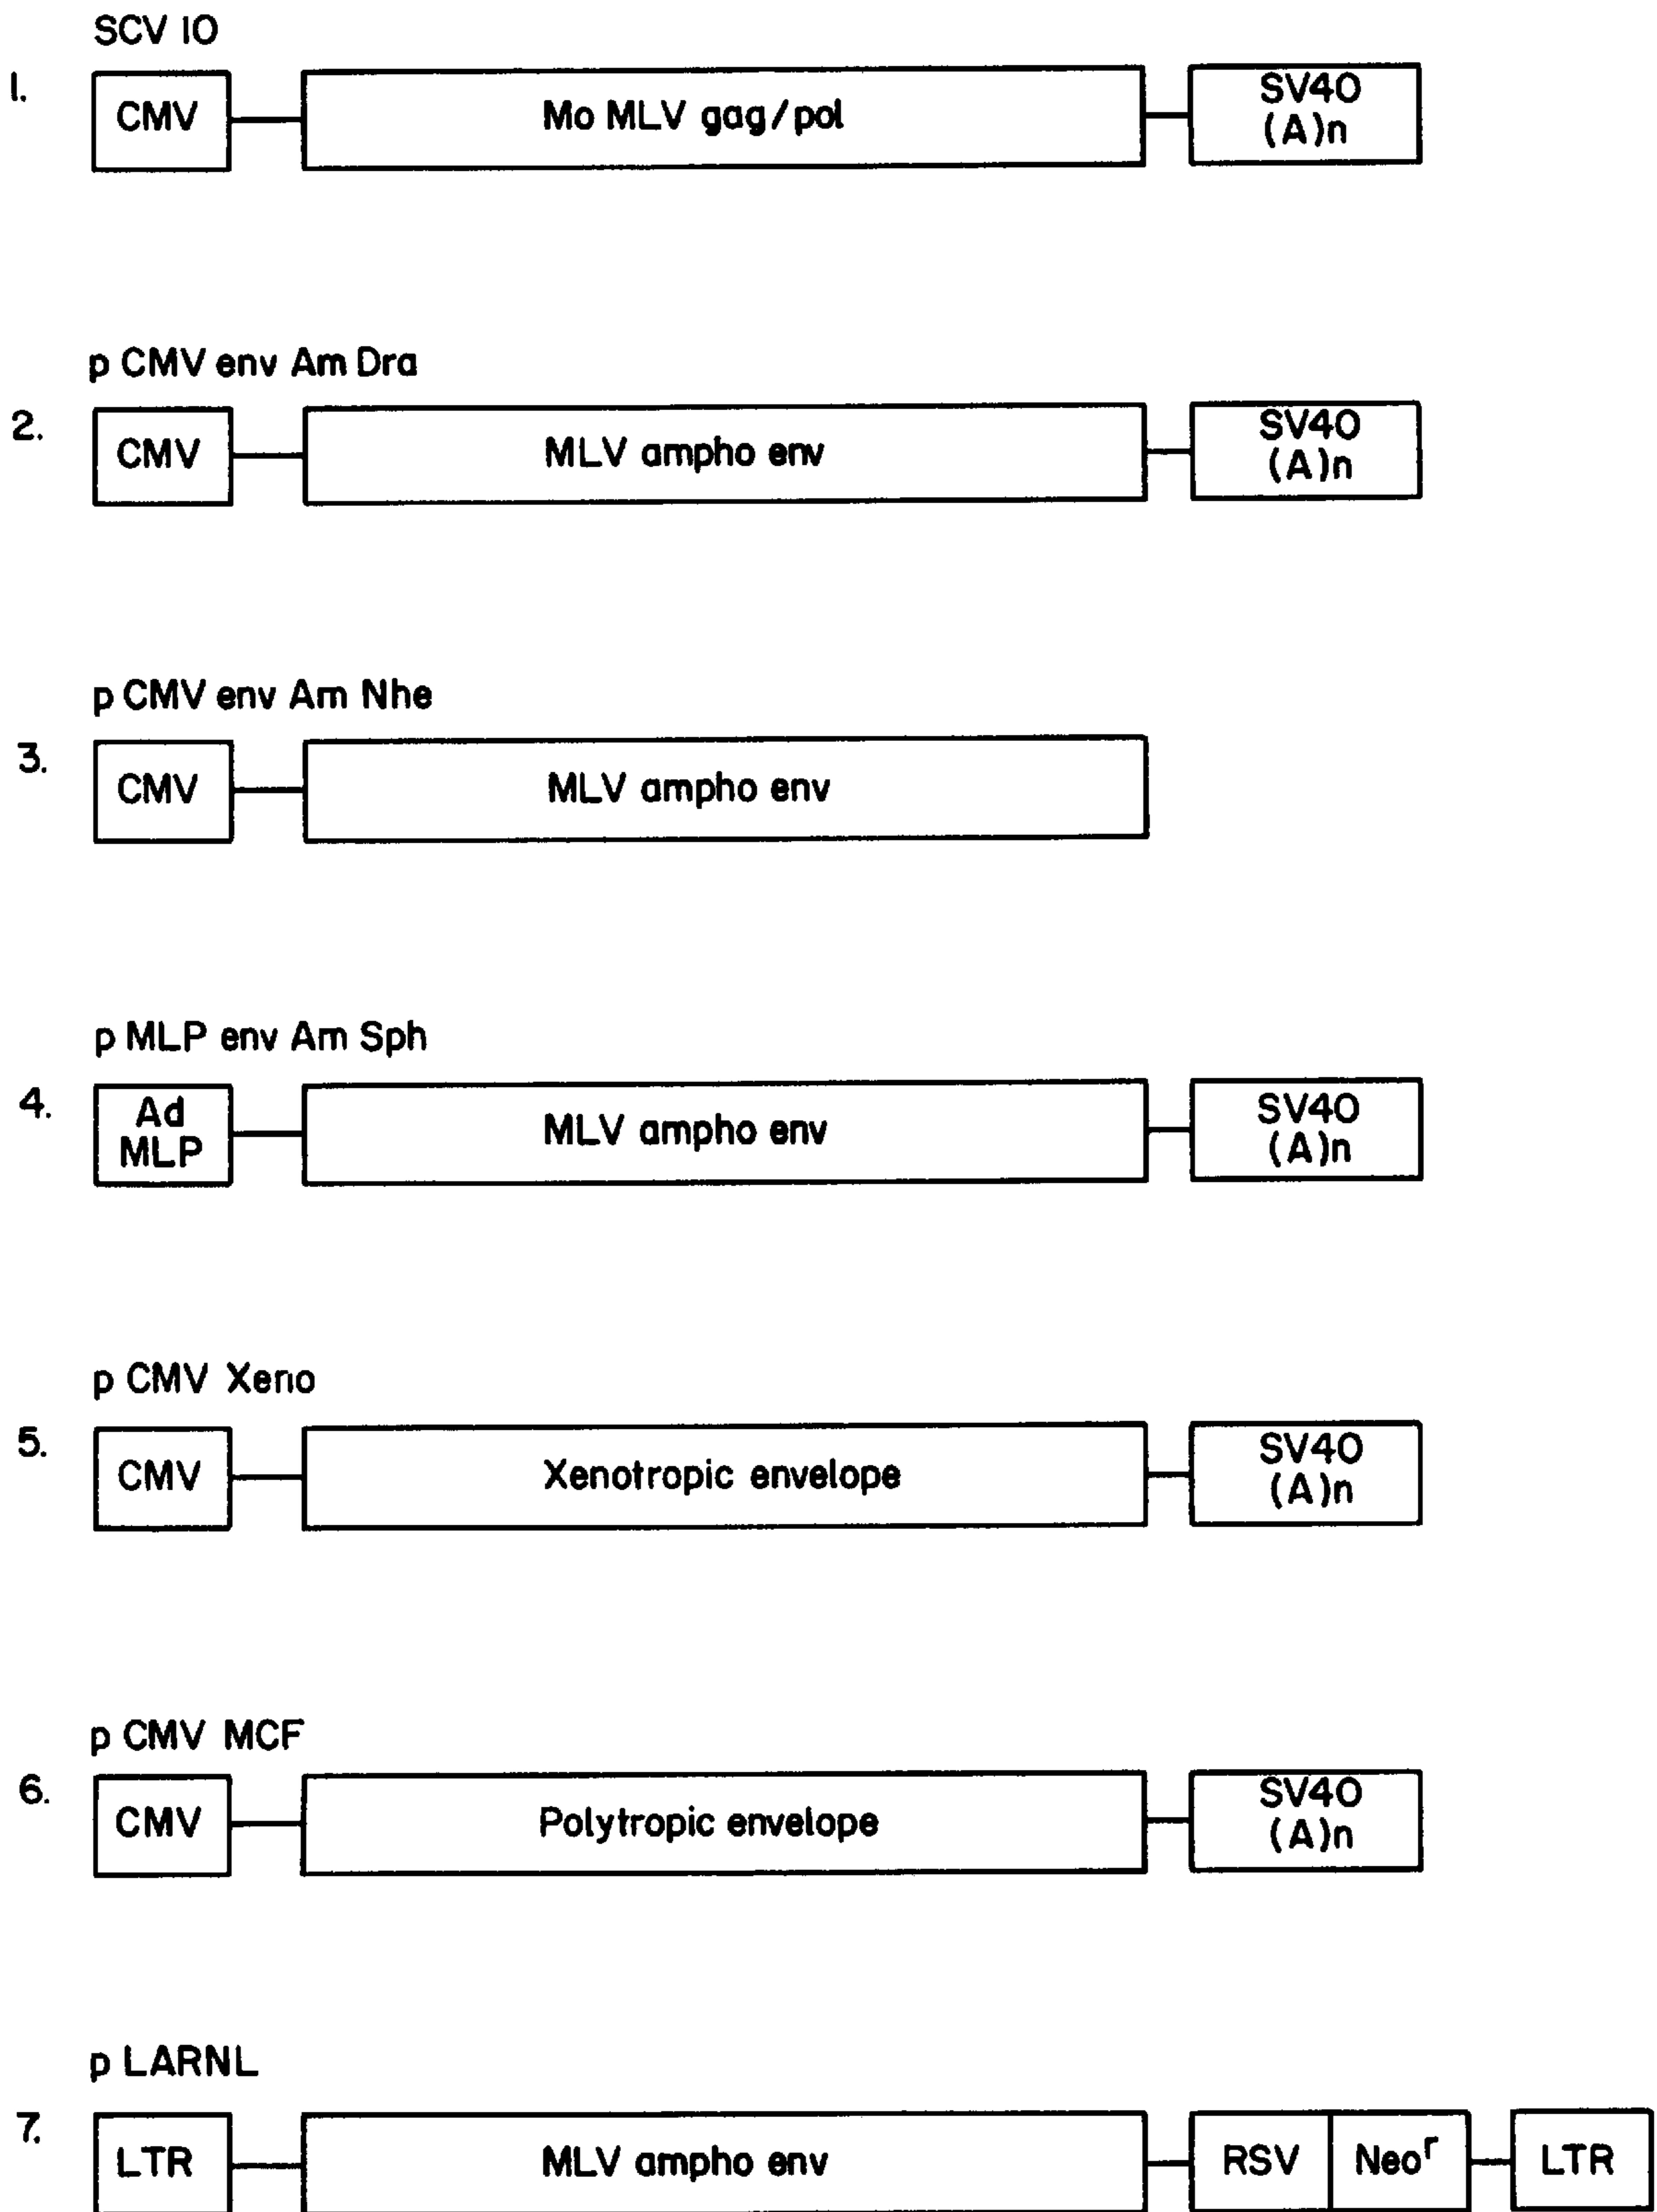 SCV 10
1.
CMV
Mo MLV gag/pol
SV40
(A)n
p CMV env Am Dra
2.
CMV
MLV ampho env
SV40
(A)n
p CMV env Am Nhe
3.
CMV
MLV ampho env
p MLP env Am Sph
4.
Ad
MLP
MLV ampho env
SV40
(A)n
p CMV Xeno
5.
CMV
Xenotropic envelope
SV40
(A)n
p CMV MCF
6.
CMV
Polytropic envelope
SV40
(A)n
p LARNL
7.
LTR
MLV ampho env
RSV
Neoʳ
LTR